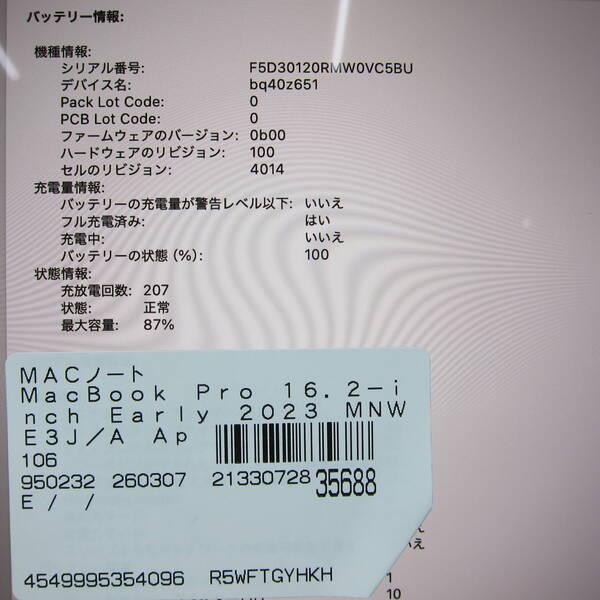 バッテリー情報:
機種情報:
シリアル番号: F5D30120RMW0VC5BU
デバイス名: bq40z651
Pack Lot Code: 0
PCB Lot Code: 0
ファームウェアのバージョン: 0b00
ハードウェアのリビジョン: 100
セルのリビジョン: 4014
充電量情報:
バッテリーの充電量が警告レベル以下: いいえ
フル充電済み: はい
充電中: いいえ
バッテリーの状態 (%): 100
状態情報:
充放電回数: 207
状態: 正常
最大容量: 87%
MACノート
MacBook Pro 16.2-i
nch Early 2023 MNW
E3J/A Ap
106
950232 260307 21330728 35688
E / /
4549995354096 R5WFTGYHKH
1
10